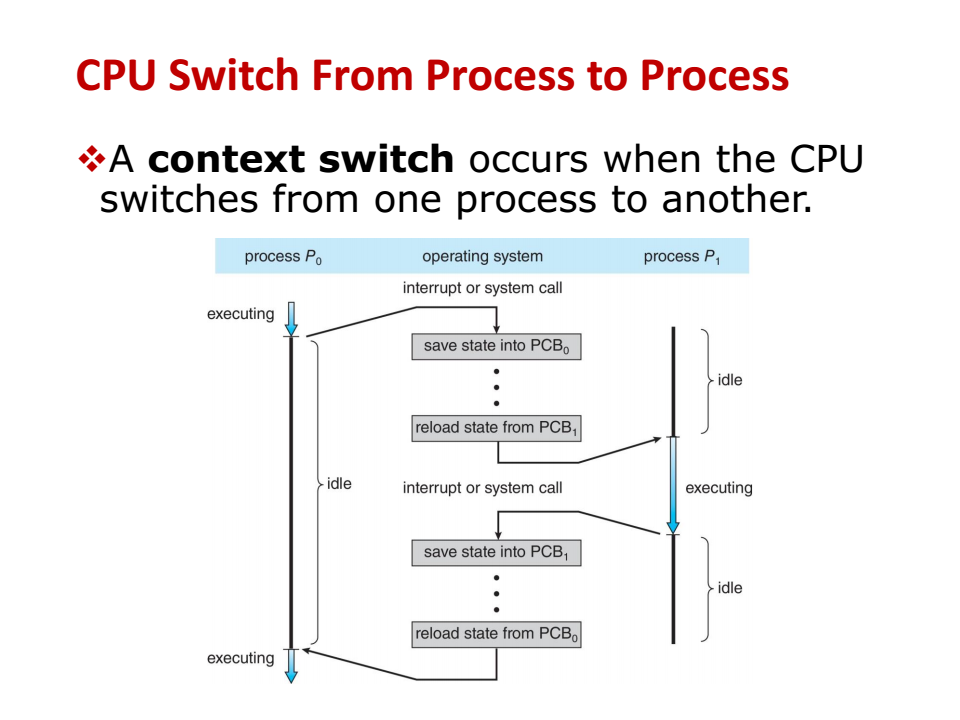 CPU Switch From Process to Process
❖A context switch occurs when the CPU
switches from one process to another.
process P₀ operating system process P₁
interrupt or system call
executing
save state into PCB₀
idle
reload state from PCB₁
idle
interrupt or system call
executing
save state into PCB₁
idle
reload state from PCB₀
executing